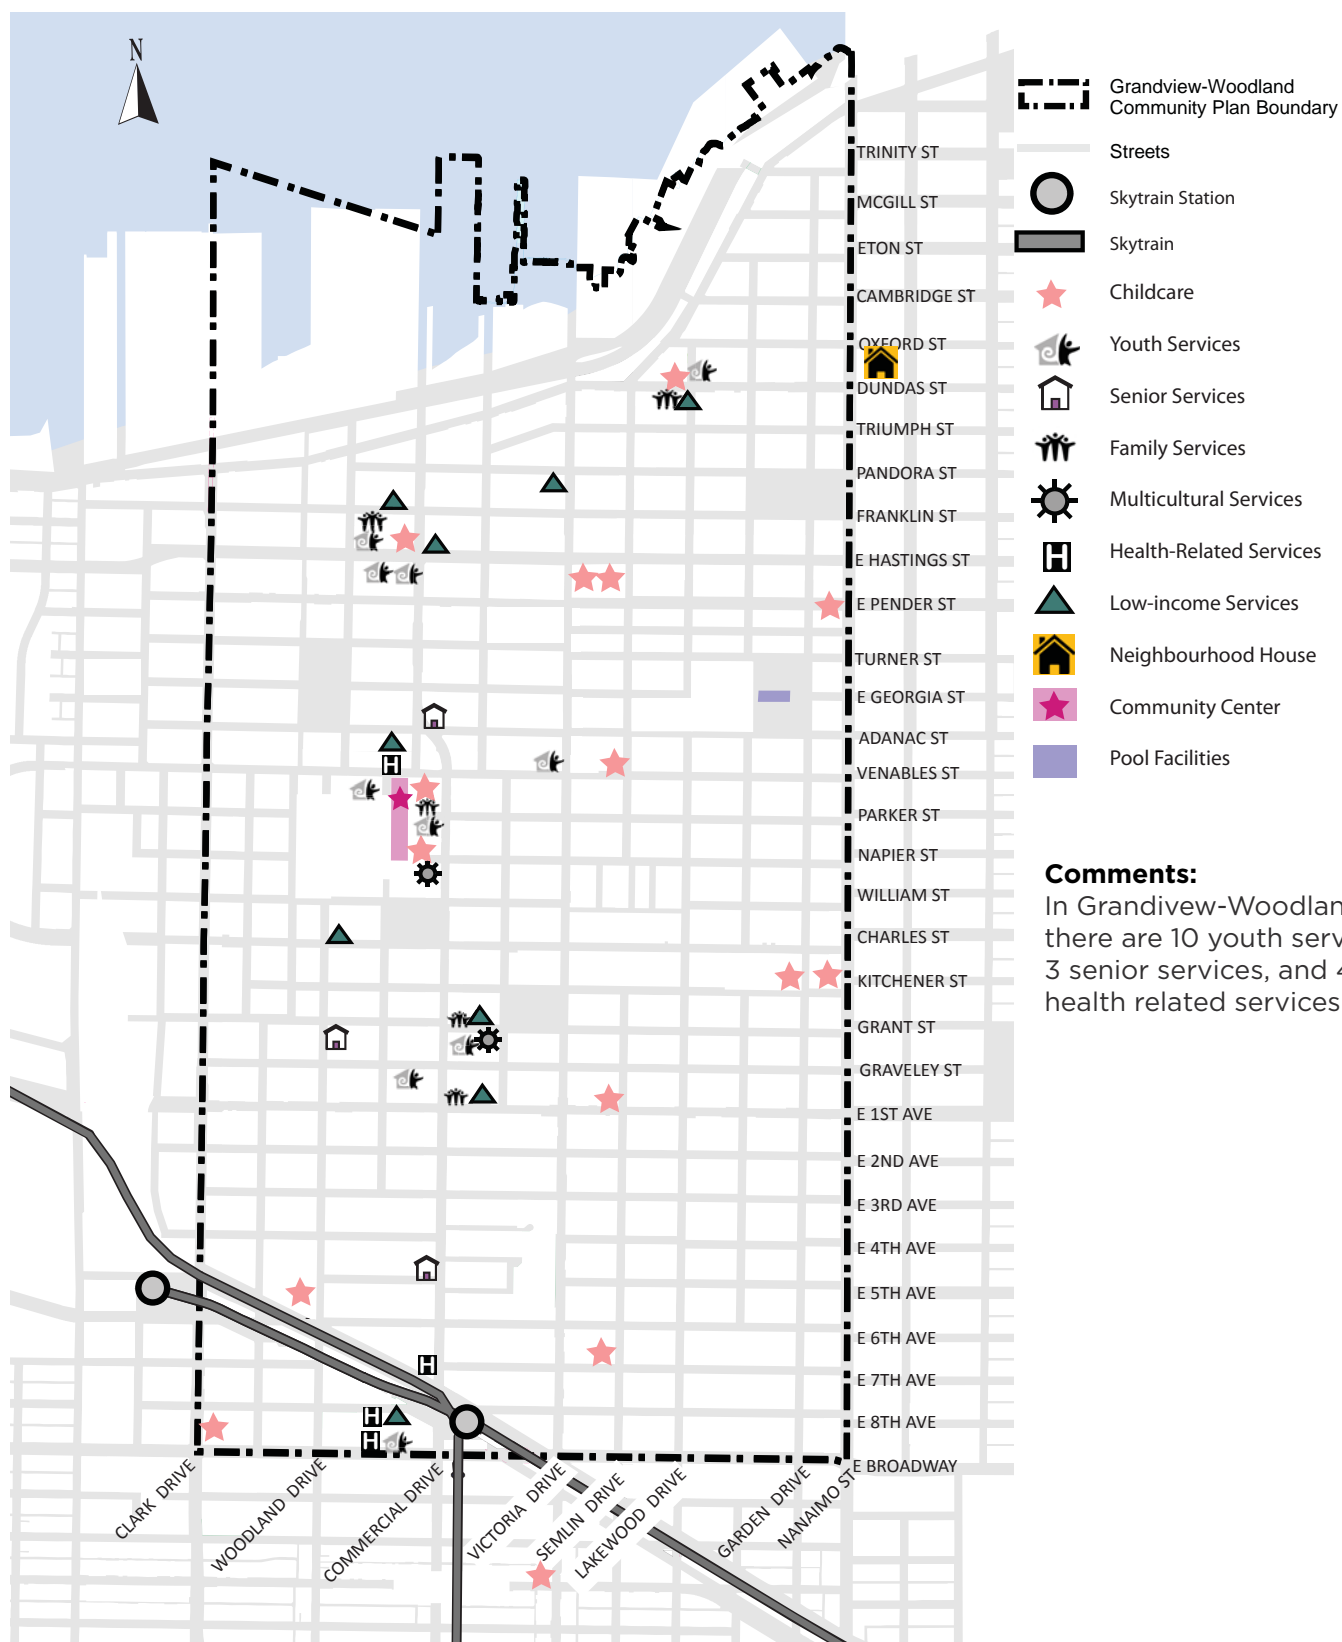 N
Grandview-Woodland
Community Plan Boundary
Streets
Skytrain Station
Skytrain
Childcare
Youth Services
Senior Services
Family Services
Multicultural Services
H
Health-Related Services
Low-income Services
Neighbourhood House
Community Center
Pool Facilities
Comments:
In Grandivew-Woodlan
there are 10 youth serv
3 senior services, and 4
health related services
TRINITY ST
MCGILL ST
ETON ST
CAMBRIDGE ST
OXFORD ST
DUNDAS ST
TRIUMPH ST
PANDORA ST
FRANKLIN ST
E HASTINGS ST
E PENDER ST
TURNER ST
E GEORGIA ST
ADANAC ST
VENABLES ST
PARKER ST
NAPIER ST
WILLIAM ST
CHARLES ST
KITCHENER ST
GRANT ST
GRAVELEY ST
E 1ST AVE
E 2ND AVE
E 3RD AVE
E 4TH AVE
E 5TH AVE
E 6TH AVE
E 7TH AVE
E 8TH AVE
E BROADWAY
H
H
H
H
CLARK DRIVE
WOODLAND DRIVE
COMMERCIAL DRIVE
VICTORIA DRIVE
SEMLIN DRIVE
LAKEWOOD DRIVE
GARDEN DRIVE
NANAIMO ST